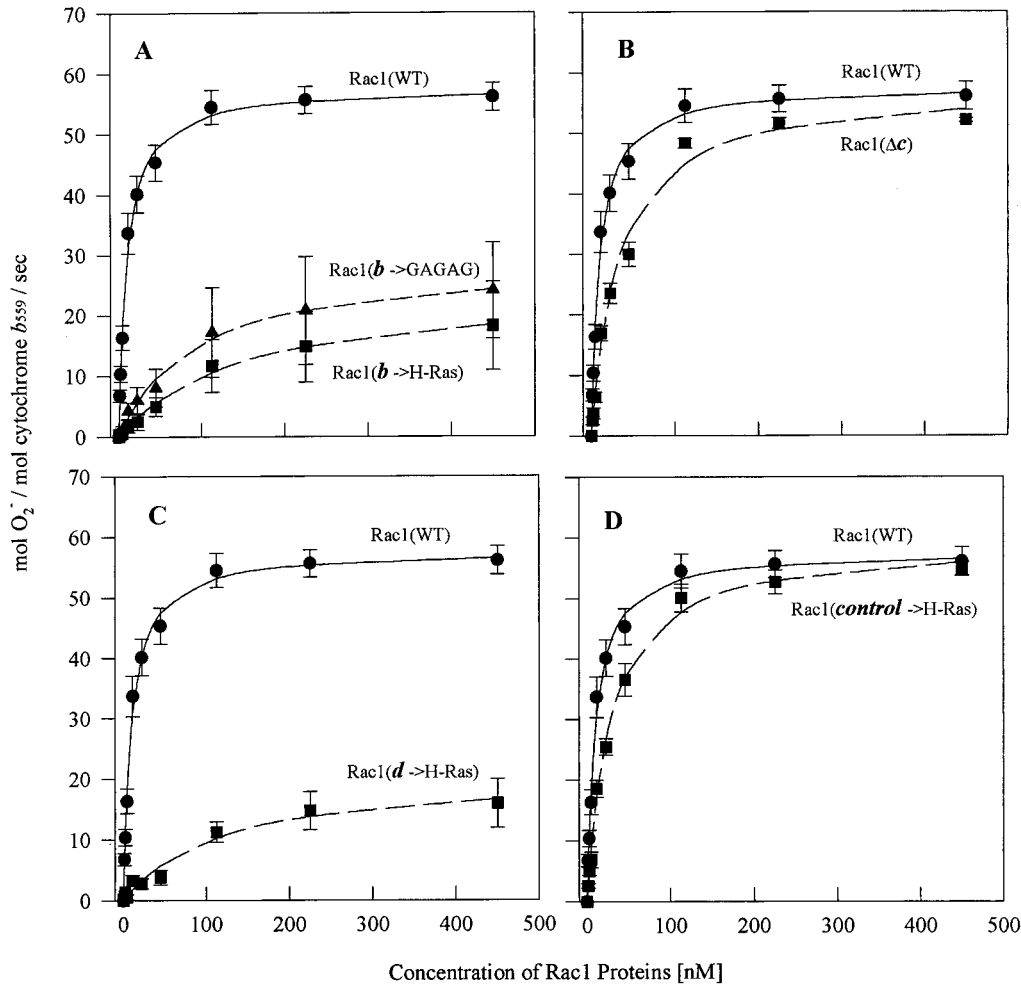 mol O₂⁻ / mol cytochrome b559 / sec
A
70
60
50
40
30
20
10
0
Rac1(WT)
Rac1(b ->GAGAG)
Rac1(b ->H-Ras)
B
Rac1(WT)
Rac1(Δc)
C
70
60
50
40
30
20
10
0
Rac1(WT)
Rac1(d ->H-Ras)
0 100 200 300 400 500
D
Rac1(WT)
Rac1(control ->H-Ras)
0 100 200 300 400 500
Concentration of Rac1 Proteins [nM]